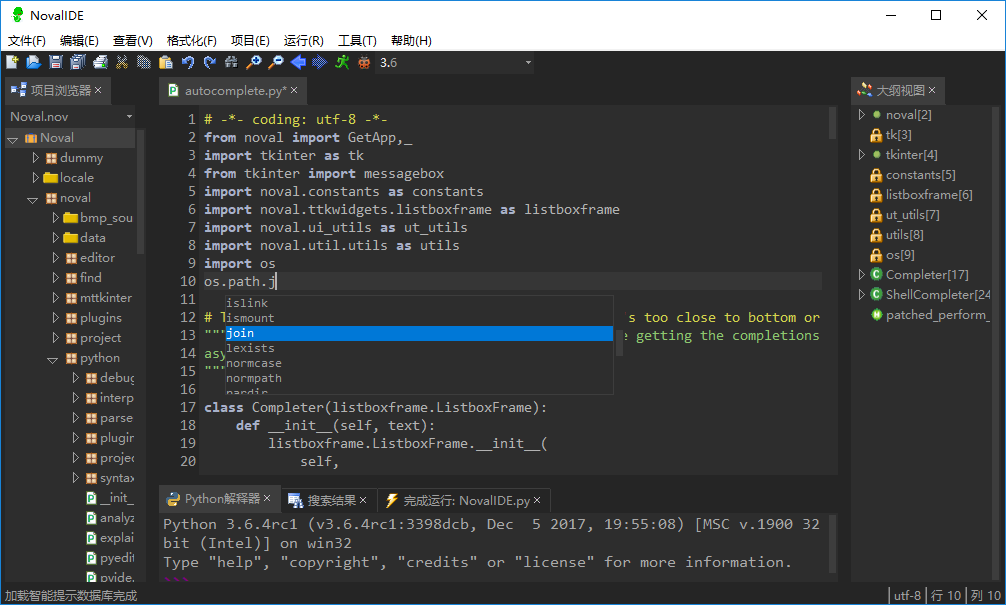 NovalIDE
文件(F) 编辑(E) 查看(V) 格式化(F) 项目(E) 运行(R) 工具(T) 帮助(H)
3.6
项目浏览器
Noval.nov
Noval
dummy
locale
noval
bmp_sou
data
editor
find
mttkinter
plugins
project
python
debug
interp
parse
plugin
projec
syntax
__init_
analyz
explai
pyedit
pyide.
autocomplete.py*
1 # -*- coding: utf-8 -*-
2 from noval import GetApp,_
3 import tkinter as tk
4 from tkinter import messagebox
5 import noval.constants as constants
6 import noval.ttkwidgets.listboxframe as listboxframe
7 import noval.ui_utils as ut_utils
8 import noval.util.utils as utils
9 import os
10 os.path.j
11
12 # s too close to bottom or
13 """ e getting the completions
14 asy
15 """
16
17 class Completer(listboxframe.ListboxFrame):
18 def __init__(self, text):
19 listboxframe.ListboxFrame.__init__(
20 self,
islink
ismount
join
lexists
normcase
normpath
pardir
大纲视图
noval[2]
tk[3]
tkinter[4]
constants[5]
listboxframe[6]
ut_utils[7]
utils[8]
os[9]
Completer[17]
ShellCompleter[24
patched_perform_
Python解释器 搜索结果 完成运行: NovalIDE.py
Python 3.6.4rc1 (v3.6.4rc1:3398dcb, Dec  5 2017, 19:55:08) [MSC v.1900 32
bit (Intel)] on win32
Type "help", "copyright", "credits" or "license" for more information.
>>>
加载智能提示数据库完成
utf-8 行 10 列 10